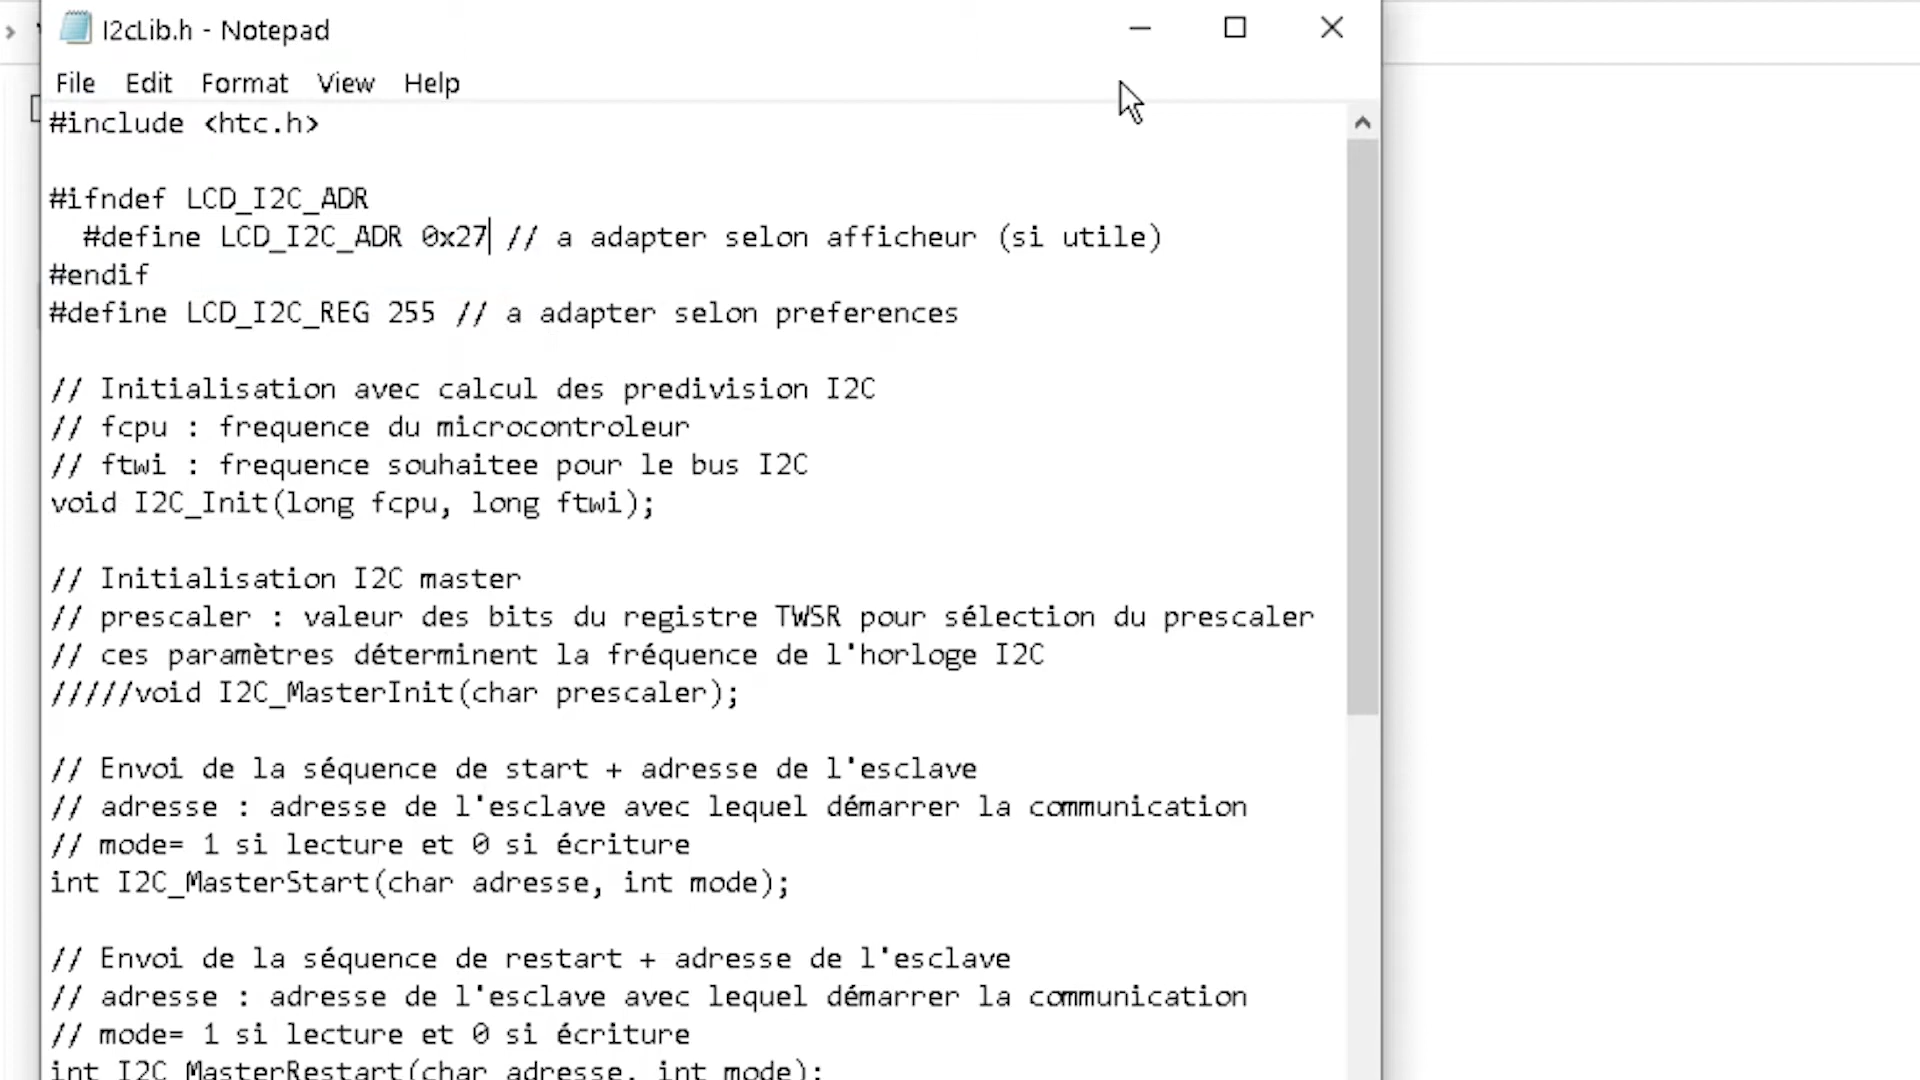 I2cLib.h - Notepad
File Edit Format View Help
#include <htc.h>
#ifndef LCD_I2C_ADR
#define LCD_I2C_ADR 0x27 // a adapter selon afficheur (si utile)
#endif
#define LCD_I2C_REG 255 // a adapter selon preferences
// Initialisation avec calcul des predivision I2C
// fcpu : frequence du microcontroleur
// ftwi : frequence souhaitee pour le bus I2C
void I2C_Init(long fcpu, long ftwi);
// Initialisation I2C master
// prescaler : valeur des bits du registre TWSR pour sélection du prescaler
// ces paramètres déterminent la fréquence de l'horloge I2C
/////void I2C_MasterInit(char prescaler);
// Envoi de la séquence de start + adresse de l'esclave
// adresse : adresse de l'esclave avec lequel démarrer la communication
// mode= 1 si lecture et 0 si écriture
int I2C_MasterStart(char adresse, int mode);
// Envoi de la séquence de restart + adresse de l'esclave
// adresse : adresse de l'esclave avec lequel démarrer la communication
// mode= 1 si lecture et 0 si écriture
int I2C_MasterRestart(char adresse, int mode);